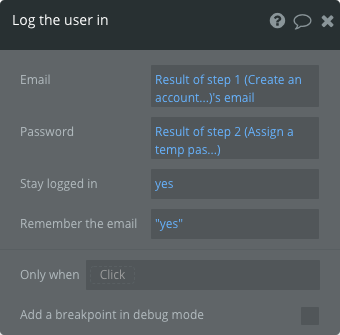 Log the user in
Email
Result of step 1 (Create an
account...)'s email
Password
Result of step 2 (Assign a
temp pas...)
Stay logged in
yes
Remember the email
"yes"
Only when
Click
Add a breakpoint in debug mode